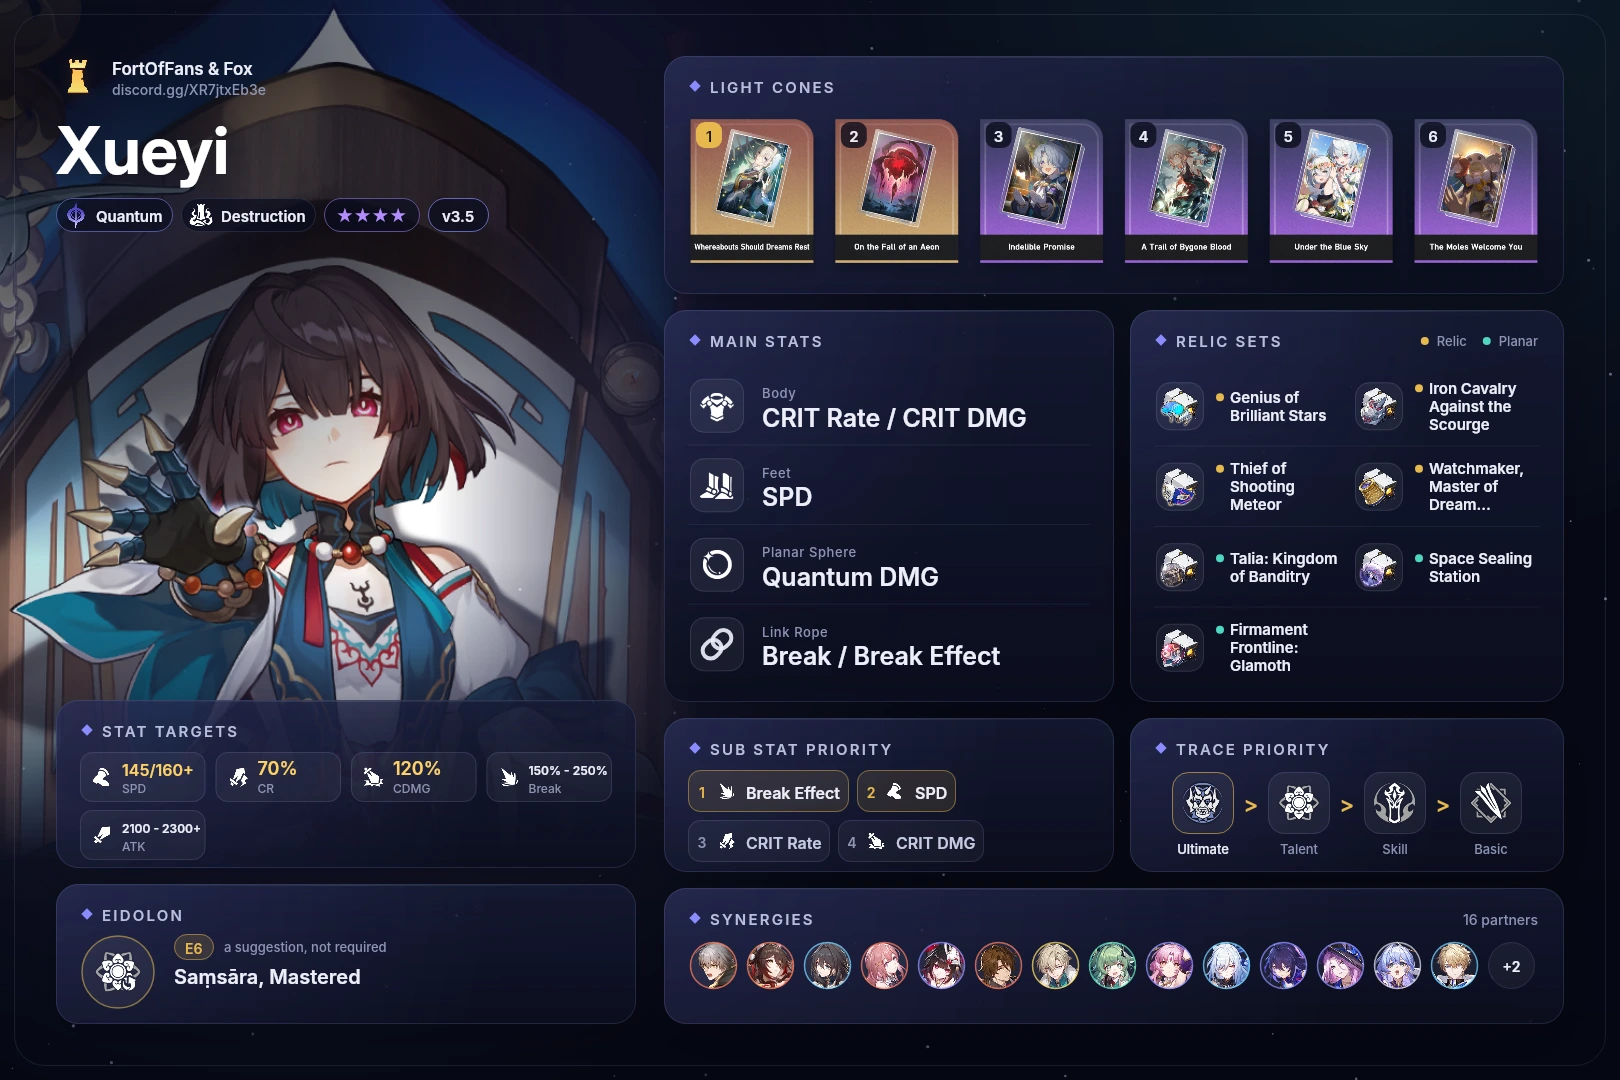 FortOfFans & Fox
discord.gg/XR7jtxEb3e
Xueyi
Quantum
Destruction
v3.5
LIGHT CONES
1
Whereabouts Should Dreams Rest
2
On the Fall of an Aeon
3
Indelible Promise
4
A Trail of Bygone Blood
5
Under the Blue Sky
6
The Moles Welcome You
MAIN STATS
Body
CRIT Rate / CRIT DMG
Feet
SPD
Planar Sphere
Quantum DMG
Link Rope
Break / Break Effect
RELIC SETS
Relic
Planar
Genius of
Brilliant Stars
Iron Cavalry
Against the
Scourge
Thief of
Shooting
Meteor
Watchmaker,
Master of
Dream...
Talia: Kingdom
of Banditry
Space Sealing
Station
Firmament
Frontline:
Glamoth
STAT TARGETS
145/160+
SPD
70%
CR
120%
CDMG
150% - 250%
Break
2100 - 2300+
ATK
SUB STAT PRIORITY
1 Break Effect
2 SPD
3 CRIT Rate
4 CRIT DMG
TRACE PRIORITY
> > >
Ultimate
Talent
Skill
Basic
EIDOLON
E6 a suggestion, not required
Saṃsāra, Mastered
SYNERGIES
16 partners
+2